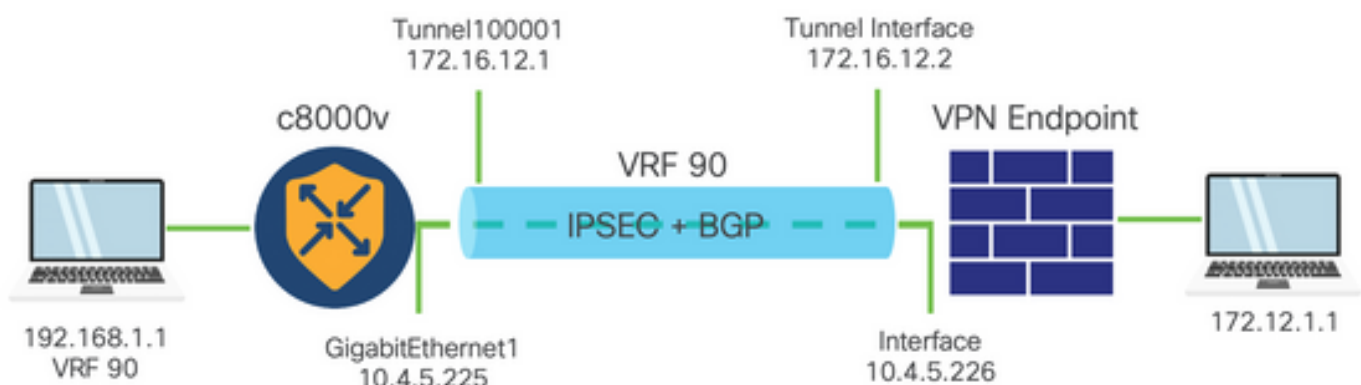 Tunnel100001
172.16.12.1
Tunnel Interface
172.16.12.2
c8000v
VPN Endpoint
VRF 90
IPSEC + BGP
192.168.1.1
VRF 90
GigabitEthernet1
10.4.5.225
Interface
10.4.5.226
172.12.1.1